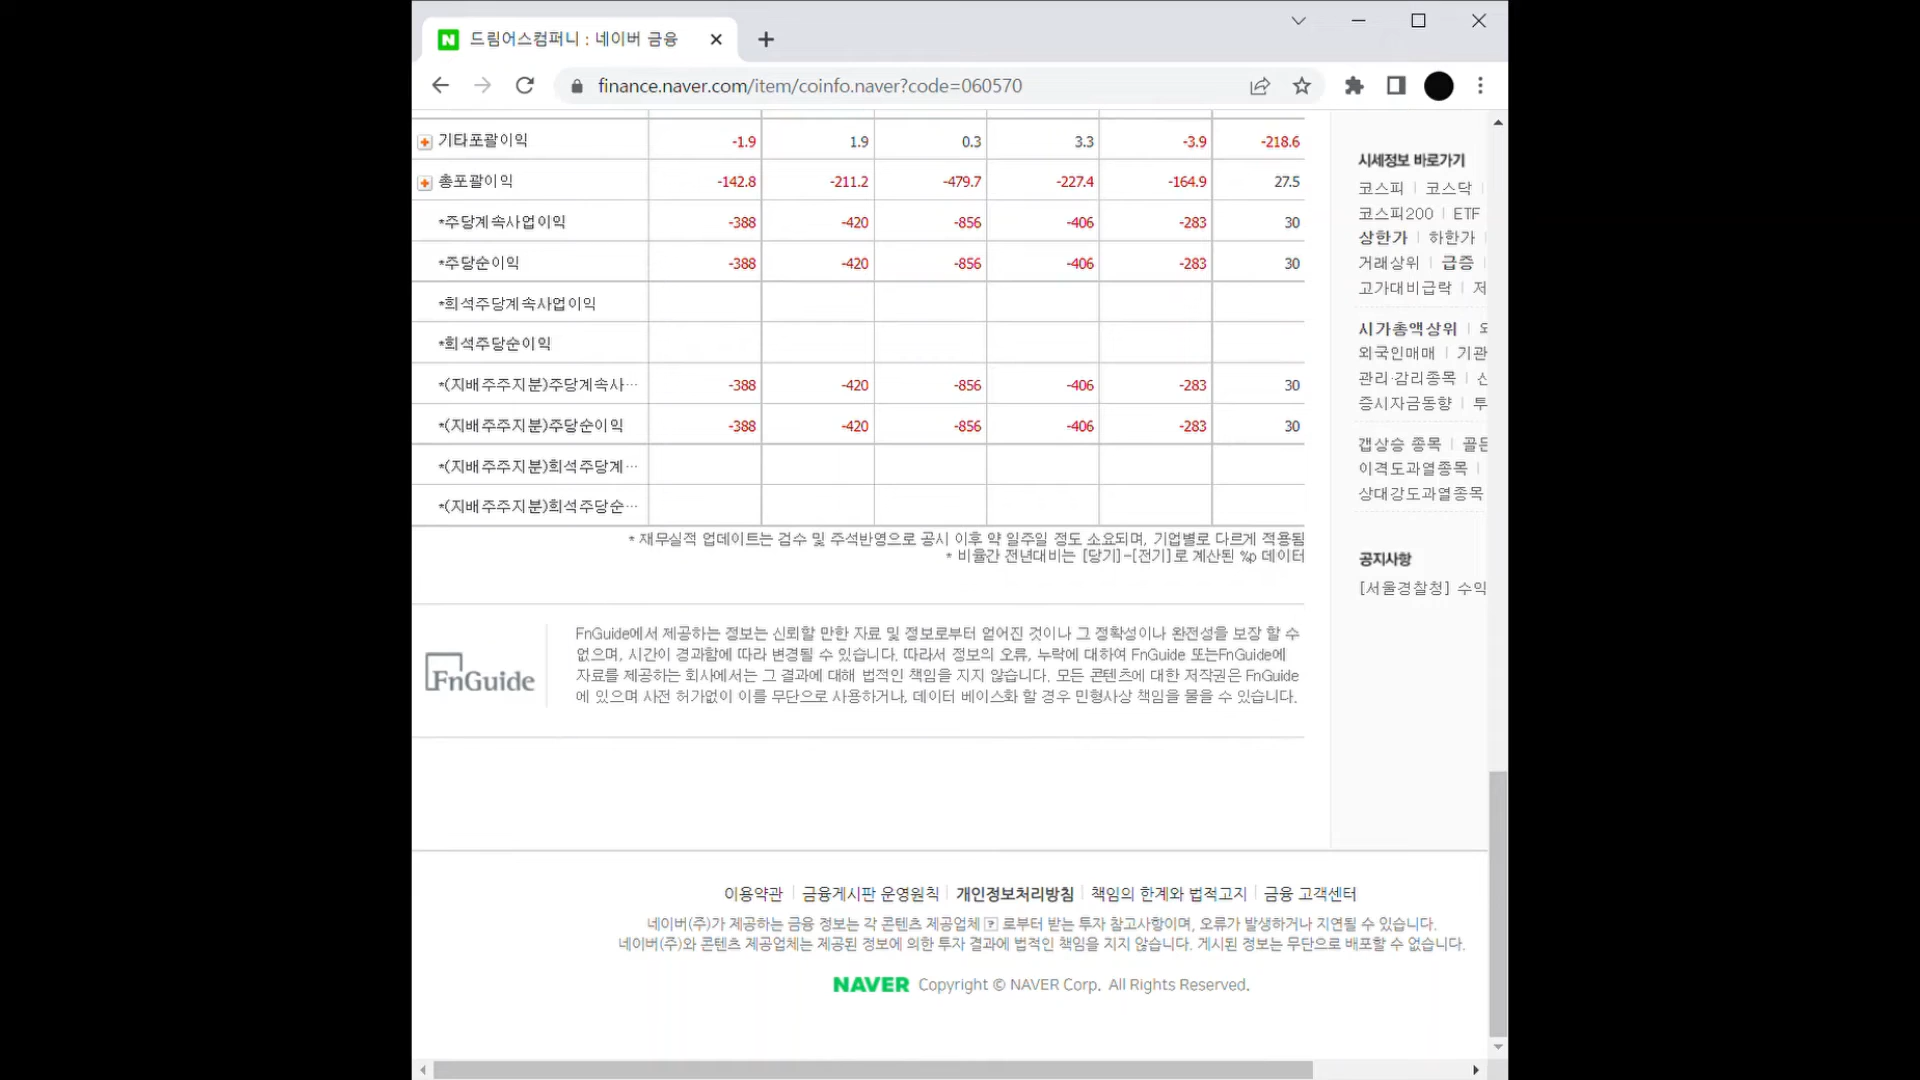 드림어스컴퍼니 : 네이버 금융
finance.naver.com/item/coinfo.naver?code=060570
기타포괄이익 -1.9 1.9 0.3 3.3 -3.9 -218.6
총포괄이익 -142.8 -211.2 -479.7 -227.4 -164.9 27.5
*주당계속사업이익 -388 -420 -856 -406 -283 30
*주당순이익 -388 -420 -856 -406 -283 30
*희석주당계속사업이익
*희석주당순이익
*(지배주주지분)주당계속사… -388 -420 -856 -406 -283 30
*(지배주주지분)주당순이익 -388 -420 -856 -406 -283 30
*(지배주주지분)희석주당계…
*(지배주주지분)희석주당순…
* 재무실적 업데이트는 검수 및 주석반영으로 공시 이후 약 일주일 정도 소요되며, 기업별로 다르게 적용됨
* 비율간 전년대비는 [당기]-[전기]로 계산된 %p 데이터
FnGuide
FnGuide에서 제공하는 정보는 신뢰할 만한 자료 및 정보로부터 얻어진 것이나 그 정확성이나 완전성을 보장 할 수
없으며, 시간이 경과함에 따라 변경될 수 있습니다. 따라서 정보의 오류, 누락에 대하여 FnGuide 또는FnGuide에
자료를 제공하는 회사에서는 그 결과에 대해 법적인 책임을 지지 않습니다. 모든 콘텐츠에 대한 저작권은 FnGuide
에 있으며 사전 허가없이 이를 무단으로 사용하거나, 데이터 베이스화 할 경우 민형사상 책임을 물을 수 있습니다.
시세정보 바로가기
코스피 | 코스닥
코스피200 | ETF
상한가 | 하한가
거래상위 | 급증
고가대비급락 | 저
시가총액상위 |
외국인매매 | 기관
관리·감리종목 |
증시자금동향 | 투
갭상승 종목 | 골든
이격도과열종목
상대강도과열종목
공지사항
[서울경찰청] 수익
이용약관 | 금융게시판 운영원칙 | 개인정보처리방침 | 책임의 한계와 법적고지 | 금융 고객센터
네이버(주)가 제공하는 금융 정보는 각 콘텐츠 제공업체 ? 로부터 받는 투자 참고사항이며, 오류가 발생하거나 지연될 수 있습니다.
네이버(주)와 콘텐츠 제공업체는 제공된 정보에 의한 투자 결과에 법적인 책임을 지지 않습니다. 게시된 정보는 무단으로 배포할 수 없습니다.
NAVER Copyright © NAVER Corp. All Rights Reserved.